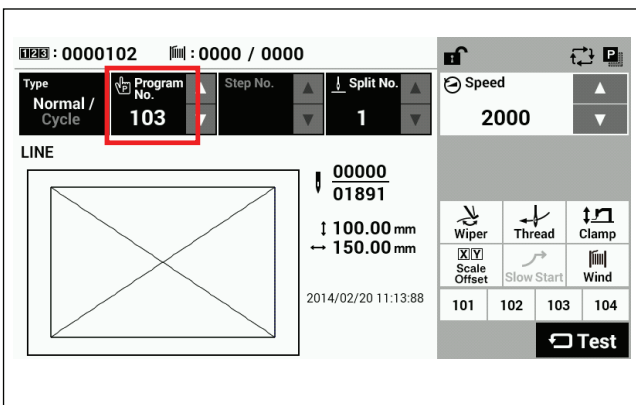 0123 : 0000102 : 0000 / 0000
P
Type
Normal /
Cycle
P Program
No.
103
Step No.
Split No.
1
Speed
2000
LINE
00000
01891
100.00 mm
150.00 mm
2014/02/20 11:13:88
Wiper
Thread
Clamp
X Y
Scale
Offset
Slow Start
Wind
101 102 103 104
Test